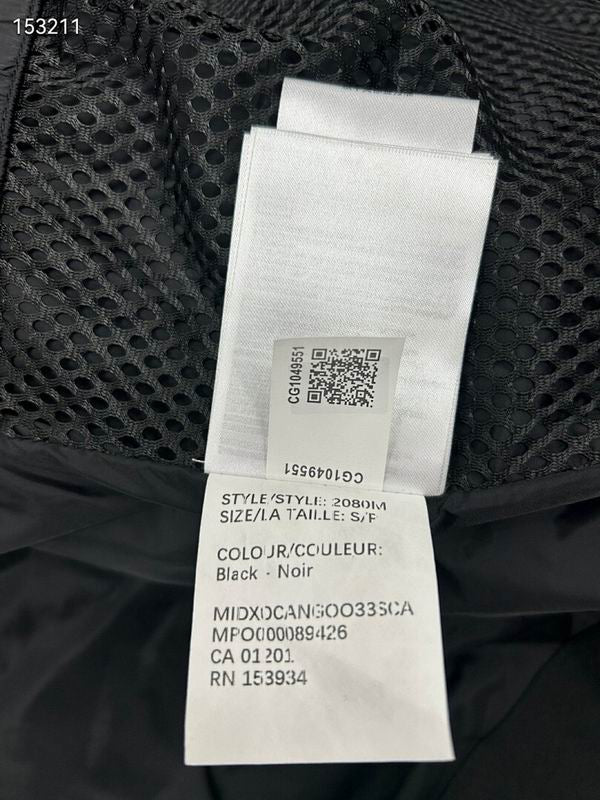 153211
CG1049551
CG1049551
STYLE/STYLE: 2080M
SIZE/LA TAILLE: S/P
COLOUR/COULEUR:
Black - Noir
MIDXOCANGOO33SCA
MPO000089426
CA 01201
RN 153934